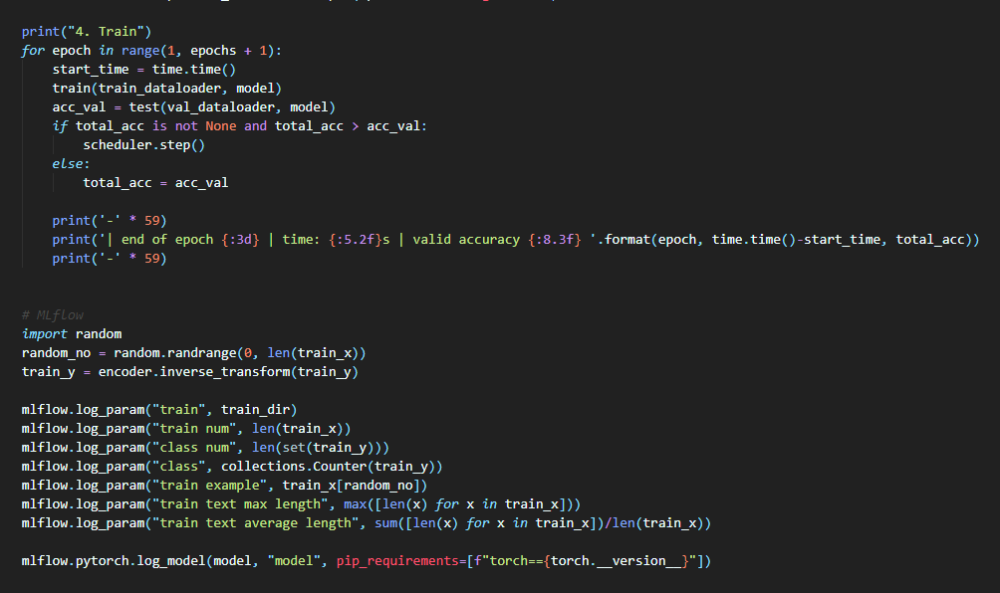 print("4. Train")
for epoch in range(1, epochs + 1):
    start_time = time.time()
    train(train_dataloader, model)
    acc_val = test(val_dataloader, model)
    if total_acc is not None and total_acc > acc_val:
        scheduler.step()
    else:
        total_acc = acc_val

    print('-' * 59)
    print('| end of epoch {:3d} | time: {:5.2f}s | valid accuracy {:8.3f} '.format(epoch, time.time()-start_time, total_acc))
    print('-' * 59)


# MLflow
import random
random_no = random.randrange(0, len(train_x))
train_y = encoder.inverse_transform(train_y)

mlflow.log_param("train", train_dir)
mlflow.log_param("train num", len(train_x))
mlflow.log_param("class num", len(set(train_y)))
mlflow.log_param("class", collections.Counter(train_y))
mlflow.log_param("train example", train_x[random_no])
mlflow.log_param("train text max length", max([len(x) for x in train_x]))
mlflow.log_param("train text average length", sum([len(x) for x in train_x])/len(train_x))

mlflow.pytorch.log_model(model, "model", pip_requirements=[f"torch=={torch.__version__}"])